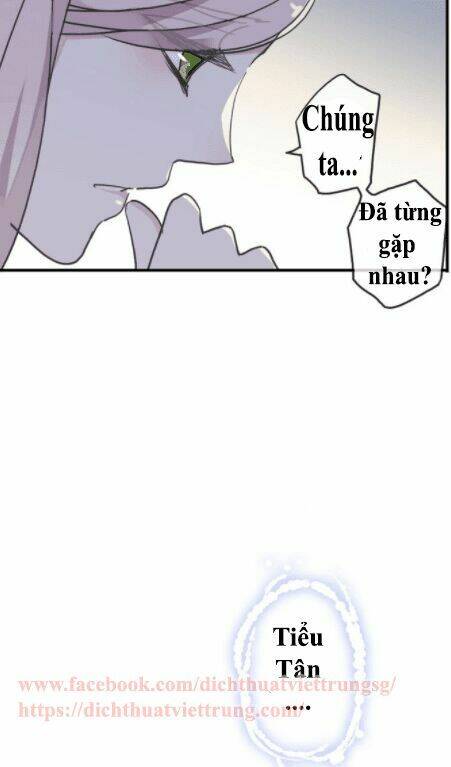 Chúng
ta...
Đã từng
gặp
nhau?
Tiểu
Tân
....
www.facebook.com/dichthuatviettrungsg/
https://dichthuatviettrung.com/